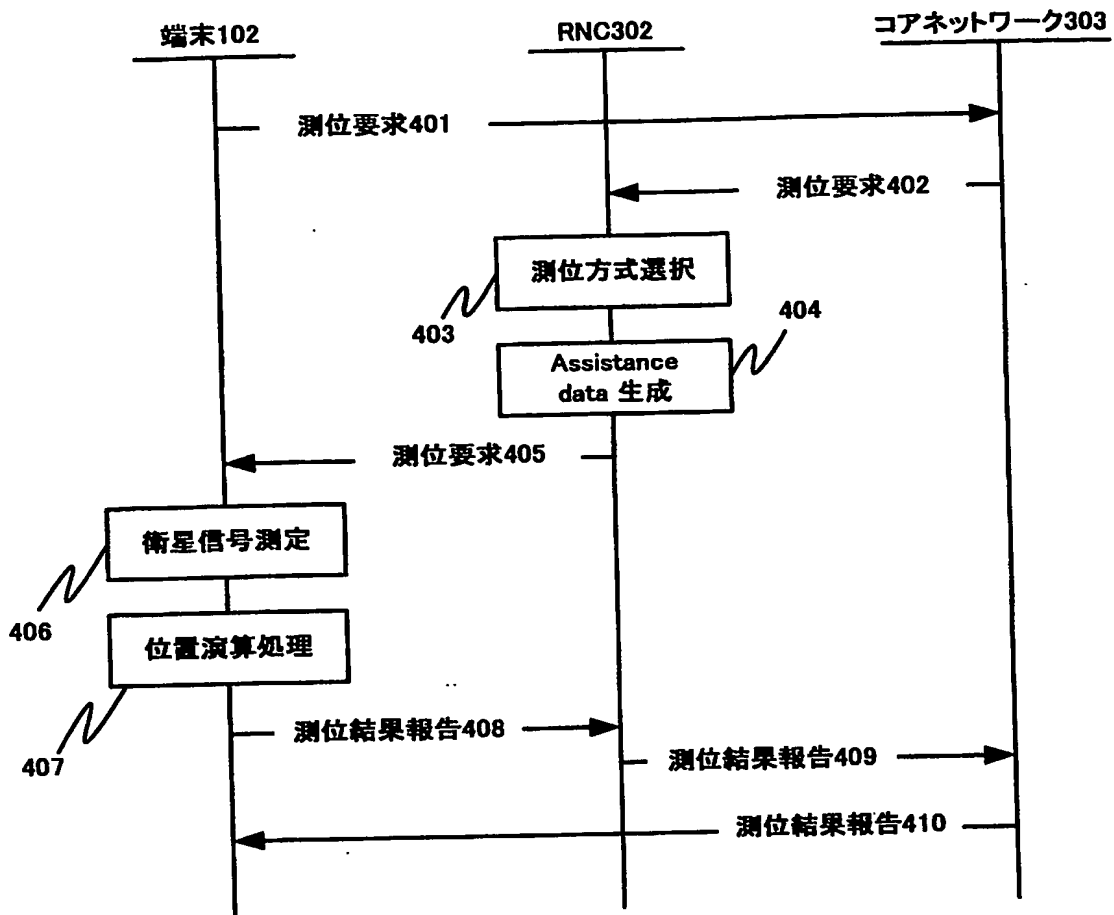 端末102
RNC302
コアネットワーク303
測位要求401
測位要求402
測位方式選択
403
404
Assistance
data 生成
測位要求405
衛星信号測定
406
位置演算処理
407
測位結果報告408
測位結果報告409
測位結果報告410